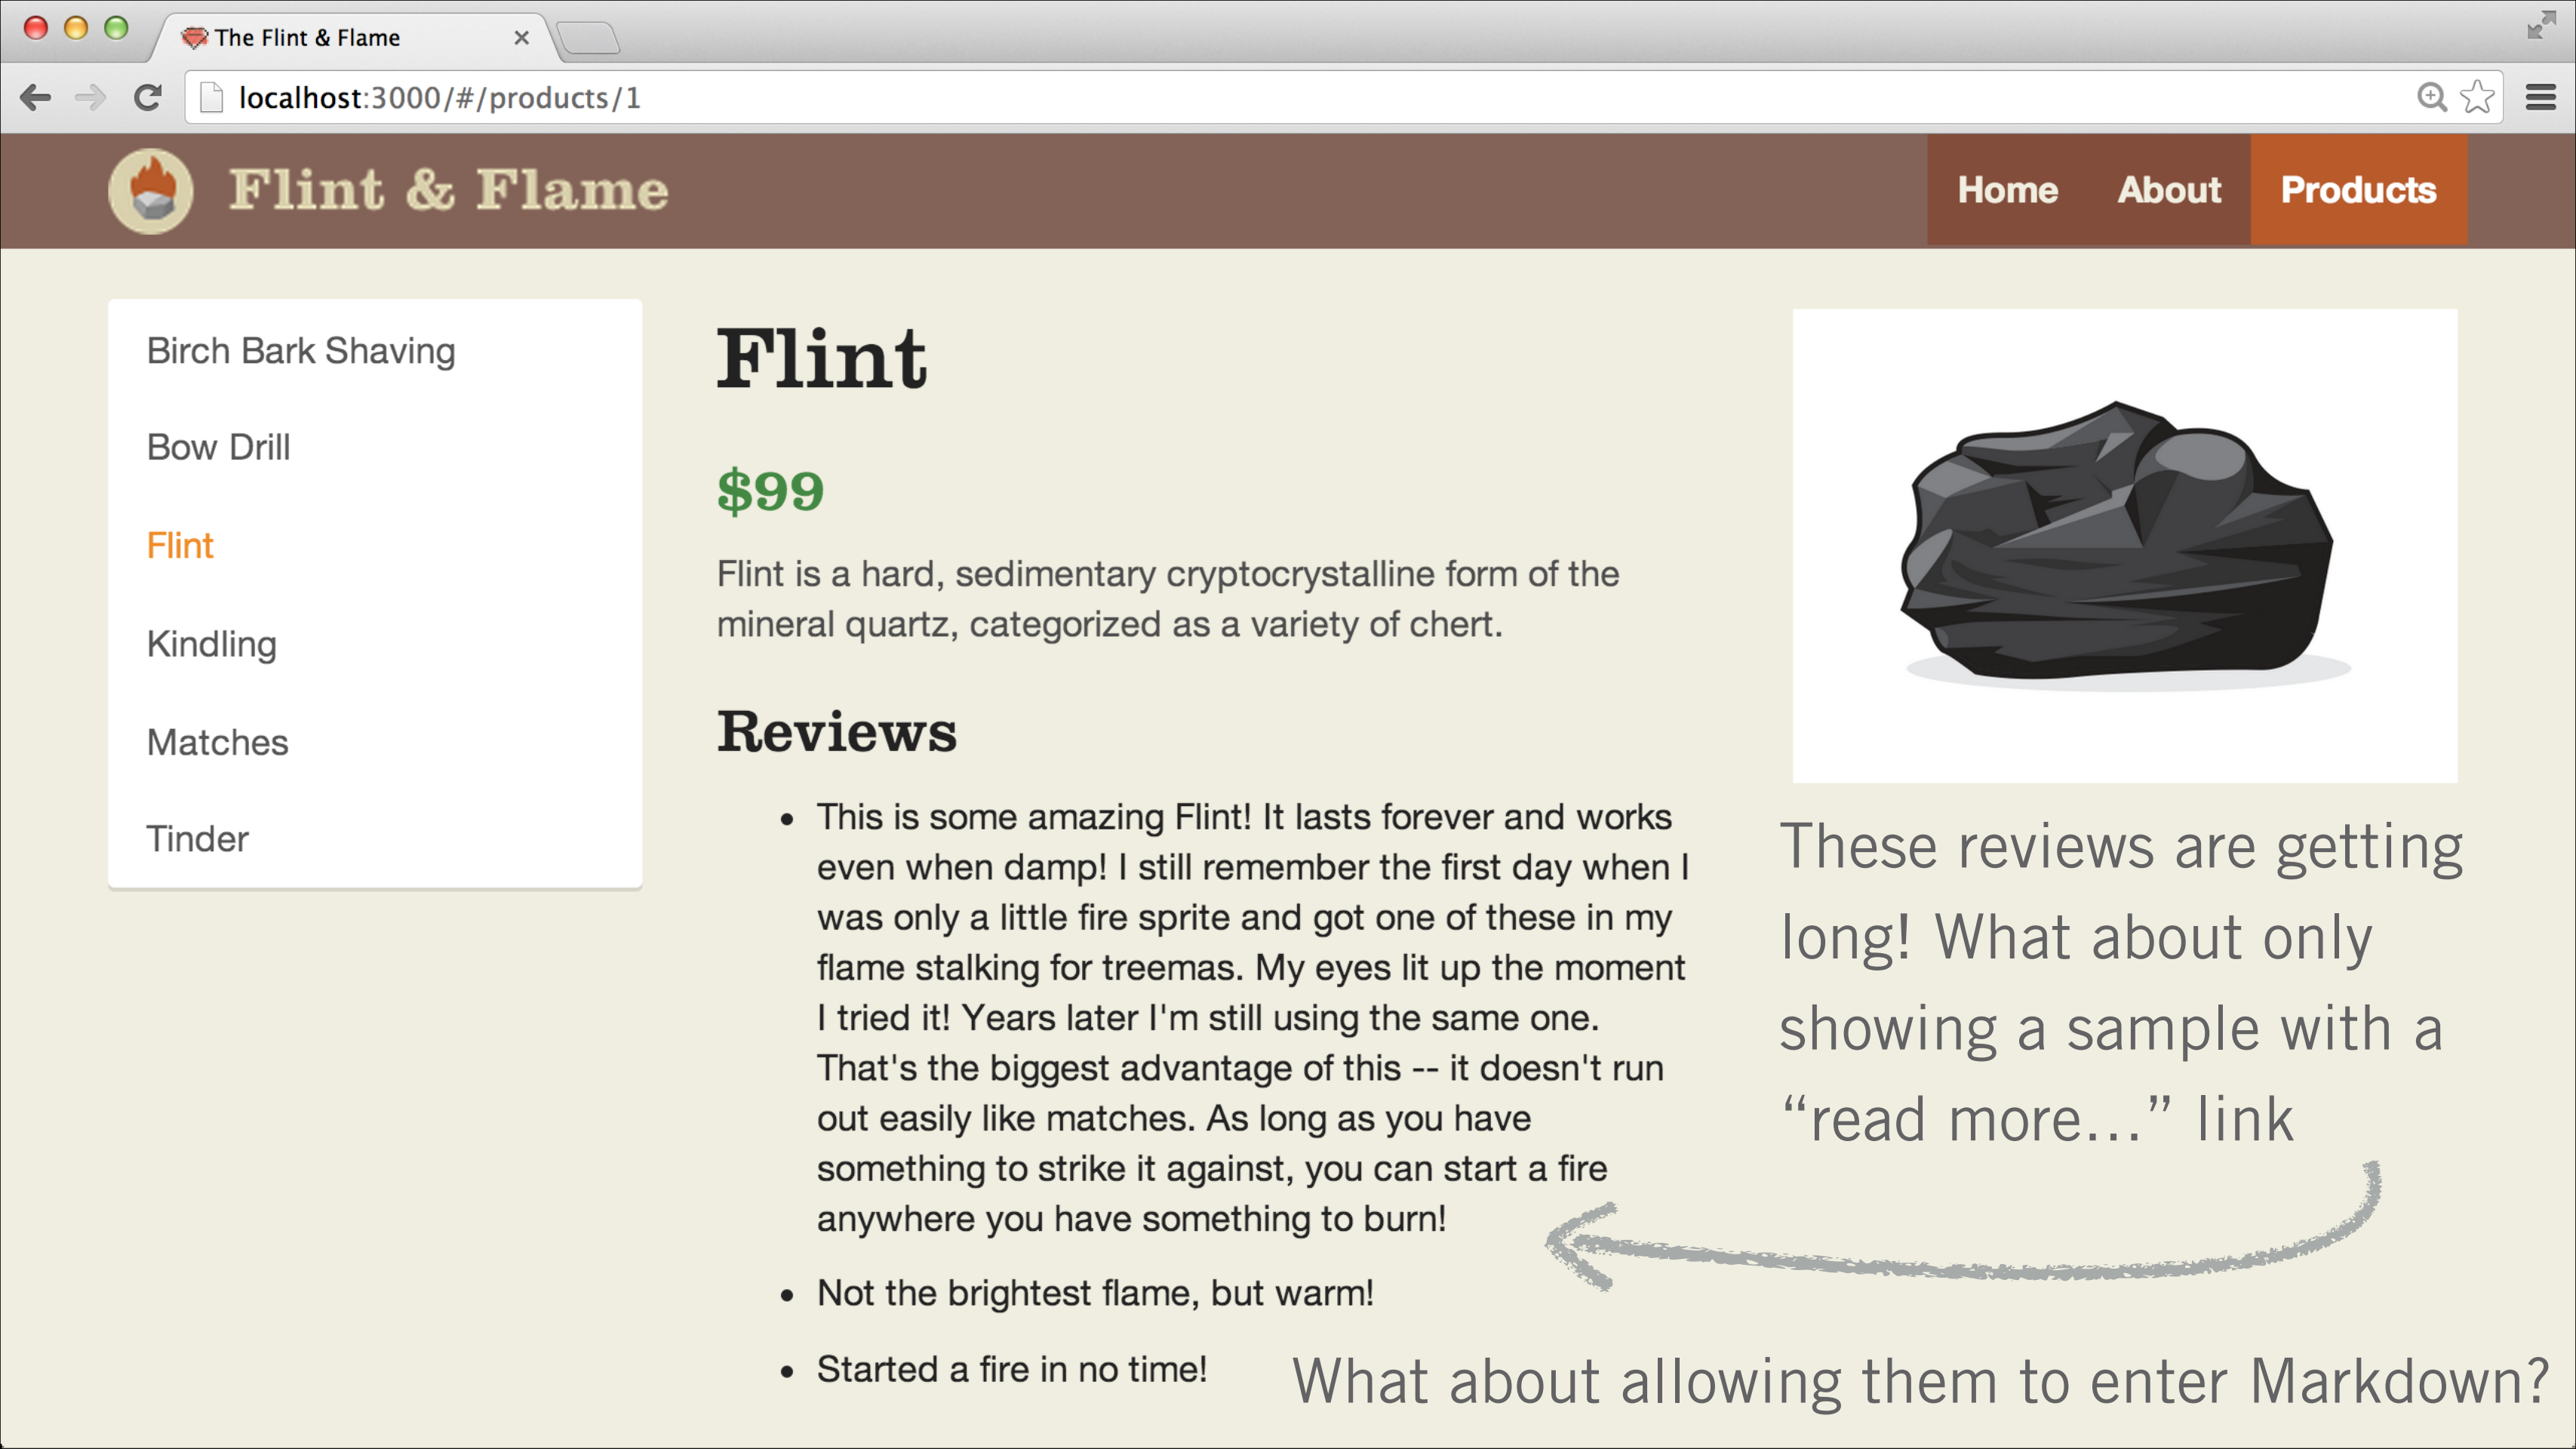 The Flint & Flame
localhost:3000/#/products/1
Flint & Flame
Home
About
Products
Birch Bark Shaving
Bow Drill
Flint
Kindling
Matches
Tinder
Flint
$99
Flint is a hard, sedimentary cryptocrystalline form of the
mineral quartz, categorized as a variety of chert.
Reviews
• This is some amazing Flint! It lasts forever and works
even when damp! I still remember the first day when I
was only a little fire sprite and got one of these in my
flame stalking for treemas. My eyes lit up the moment
I tried it! Years later I'm still using the same one.
That's the biggest advantage of this -- it doesn't run
out easily like matches. As long as you have
something to strike it against, you can start a fire
anywhere you have something to burn!
• Not the brightest flame, but warm!
• Started a fire in no time!
These reviews are getting
long! What about only
showing a sample with a
“read more…” link
What about allowing them to enter Markdown?